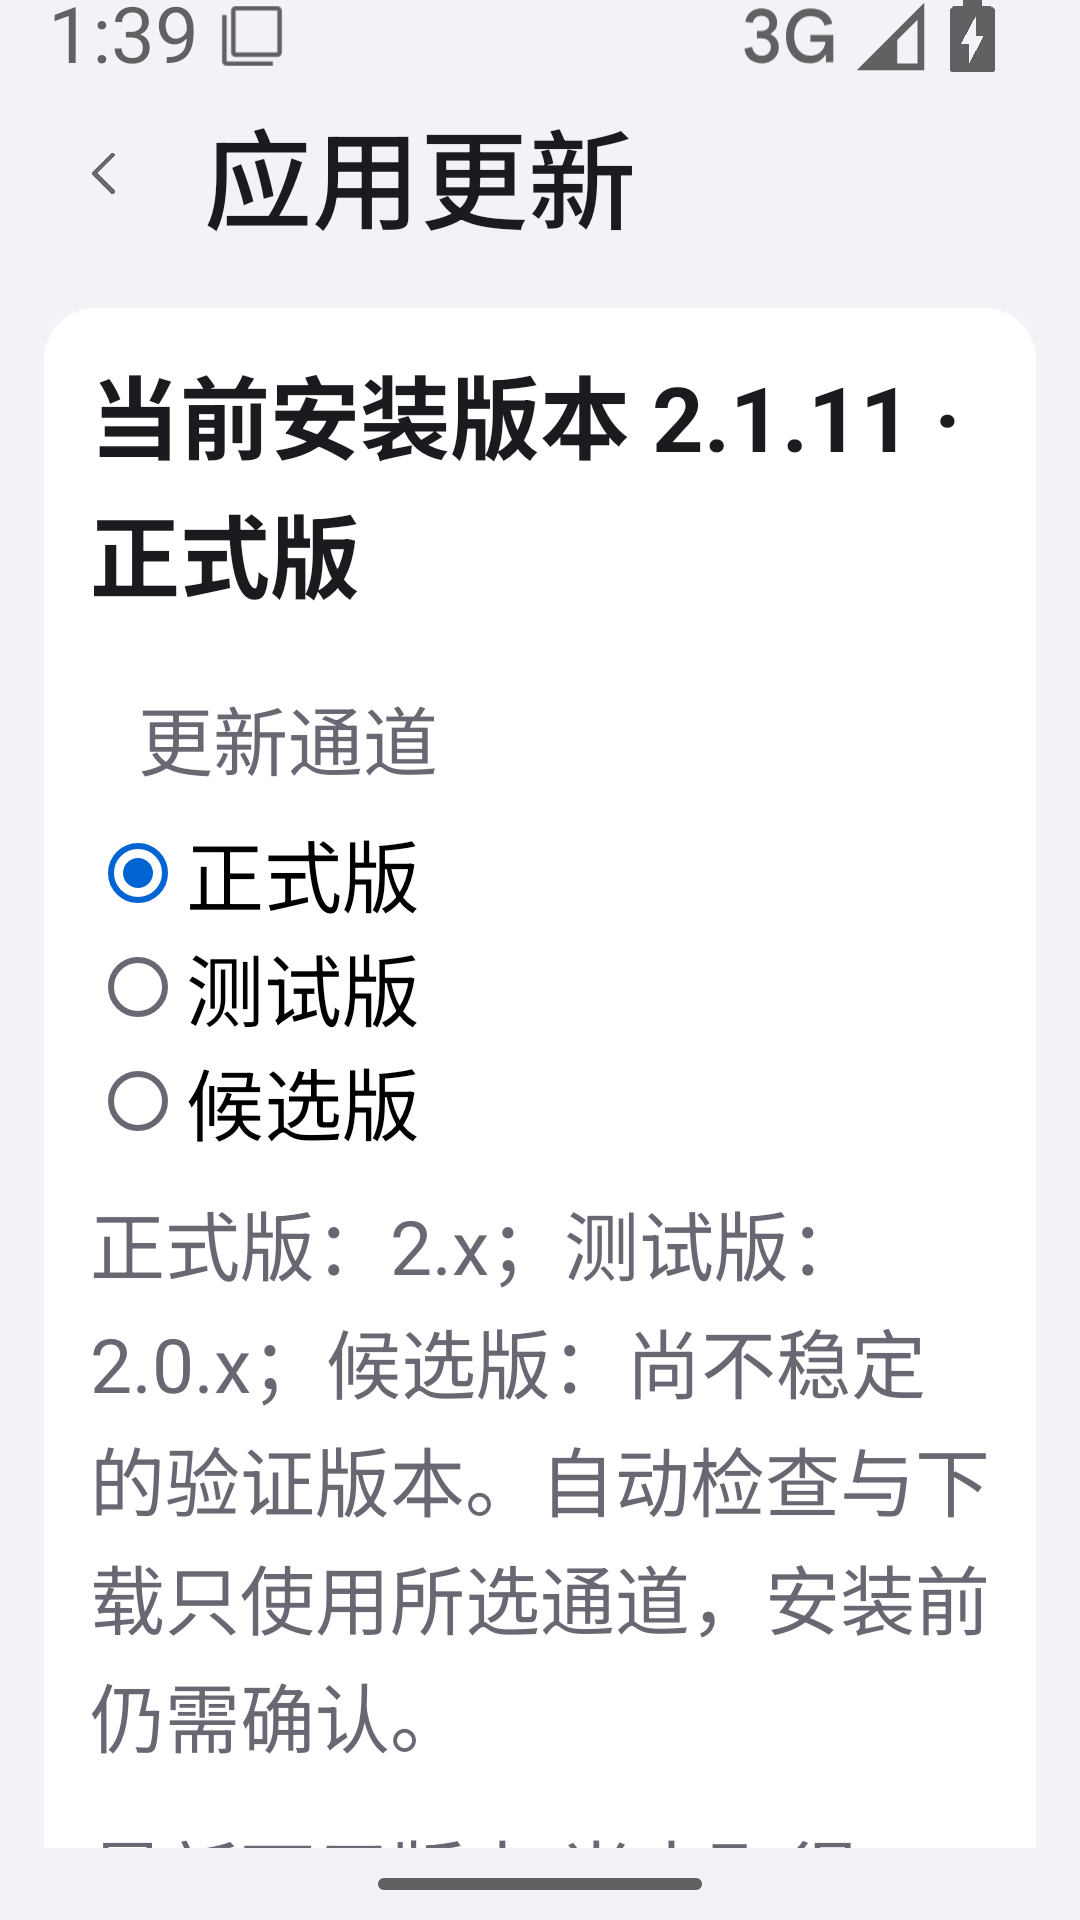 1:39 3G
应用更新
当前安装版本 2.1.11 ·
正式版
更新通道
正式版
测试版
候选版
正式版：2.x；测试版：
2.0.x；候选版：尚不稳定
的验证版本。自动检查与下
载只使用所选通道，安装前
仍需确认。